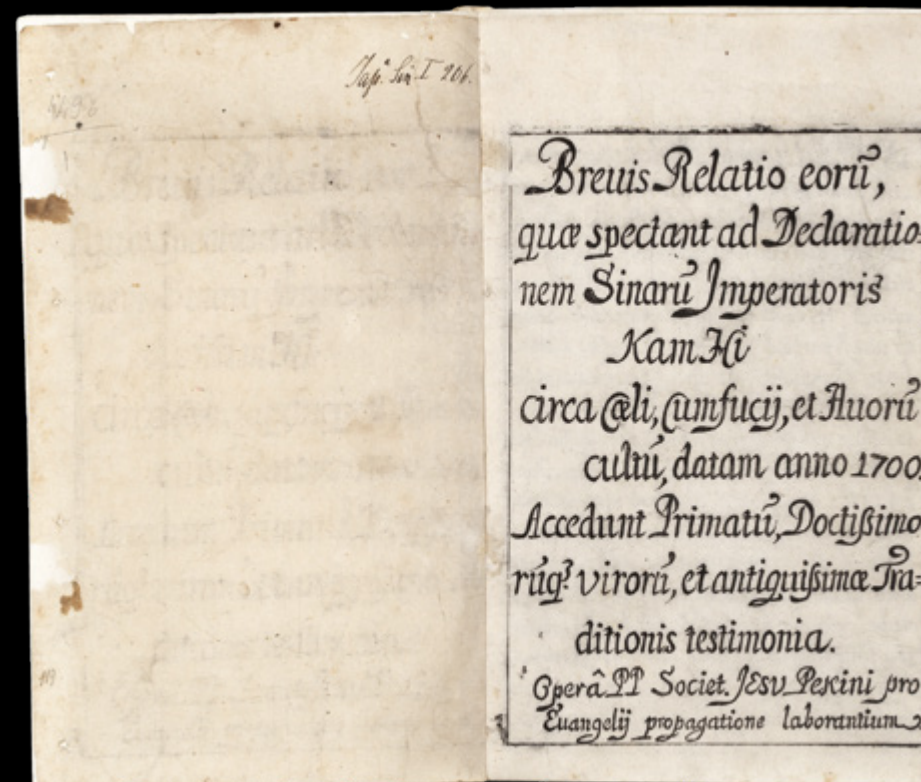 Jap. Sin. I 206.
Breuis Relatio eorũ,
quæ spectant ad Declaratio-
nem Sinarũ Imperatoris
Kam Hi
circa Cœli, Cumfucij, et Auorũ
cultũ, datam anno 1700.
Accedunt Primatũ, Doctißimo
rũq; virorũ, et antiquißimæ Tra=
ditionis testimonia.
Operâ PP Societ. JESV Pekini pro
Euangelij propagatione laborantium